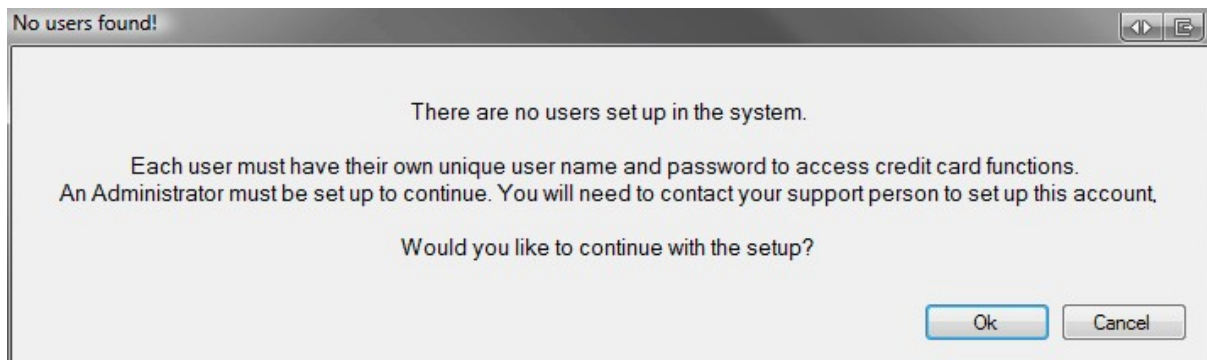 No users found!
There are no users set up in the system.
Each user must have their own unique user name and password to access credit card functions.
An Administrator must be set up to continue. You will need to contact your support person to set up this account,
Would you like to continue with the setup?
Ok
Cancel